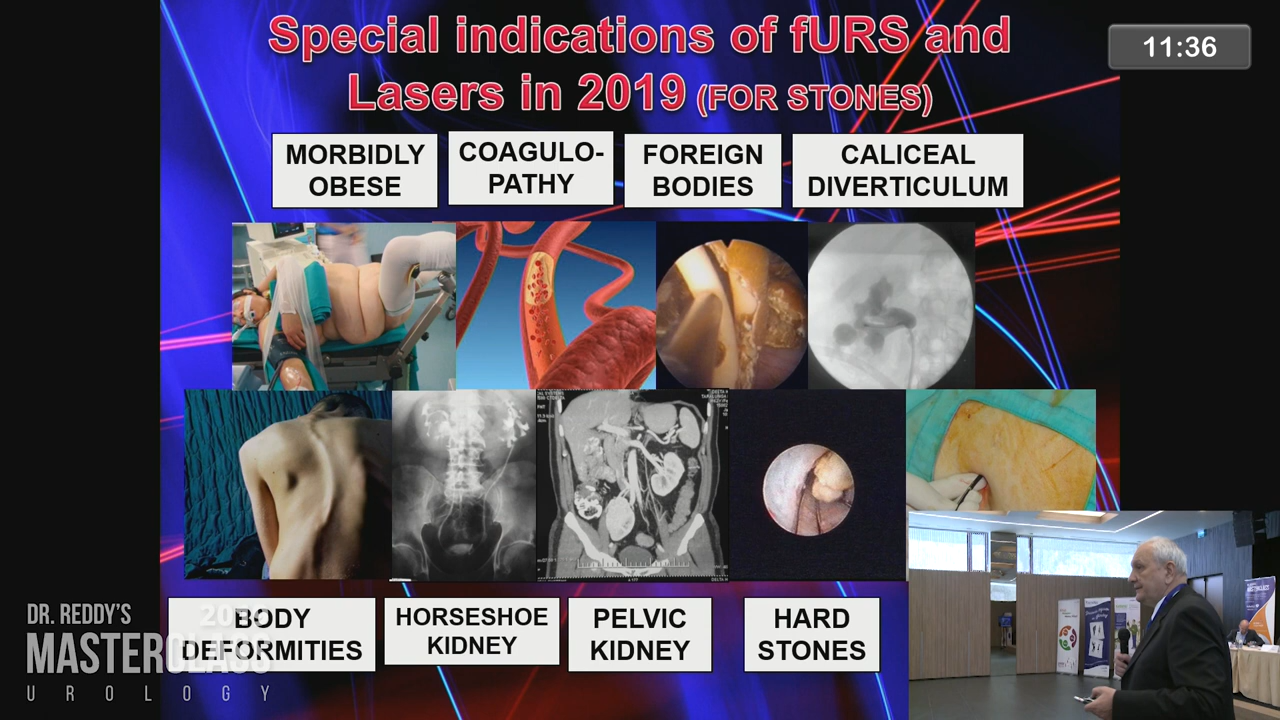 Special indications of fURS and
Lasers in 2019 (FOR STONES)
11:36
MORBIDLY
OBESE
COAGULO-
PATHY
FOREIGN
BODIES
CALICEAL
DIVERTICULUM
BODY
DEFORMITIES
HORSESHOE
KIDNEY
PELVIC
KIDNEY
HARD
STONES
DR. REDDY'S
MASTERCLASS
UROLOGY